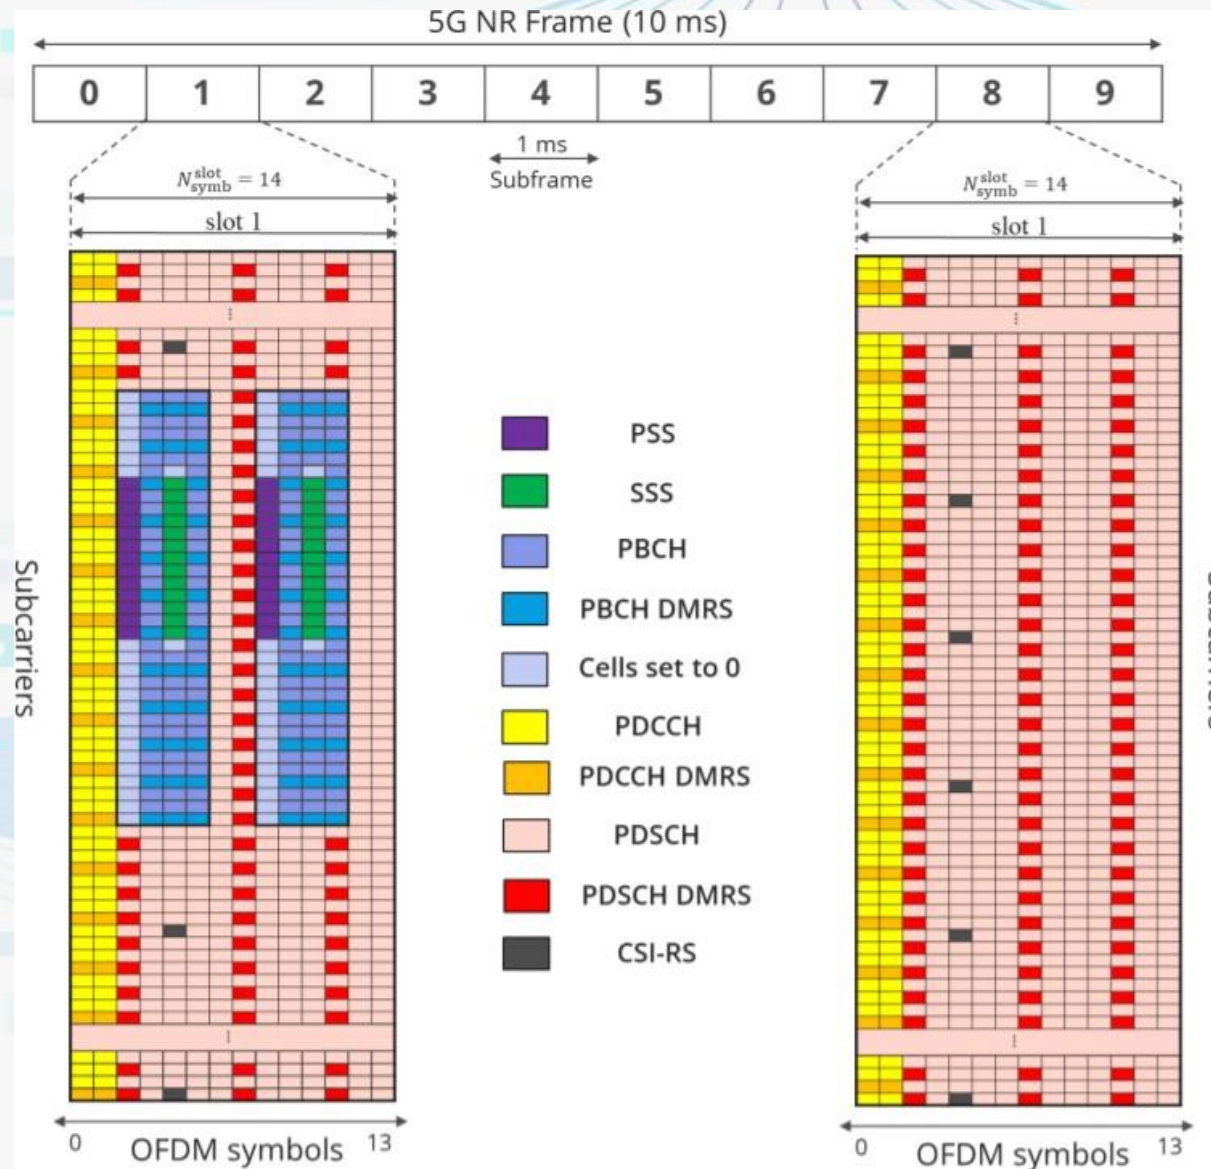 5G NR Frame (10 ms)
0 1 2 3 4 5 6 7 8 9
1 ms
Subframe
N_symb^slot = 14
slot 1
N_symb^slot = 14
slot 1
Subcarriers
PSS
SSS
PBCH
PBCH DMRS
Cells set to 0
PDCCH
PDCCH DMRS
PDSCH
PDSCH DMRS
CSI-RS
0 13
OFDM symbols
0 13
OFDM symbols